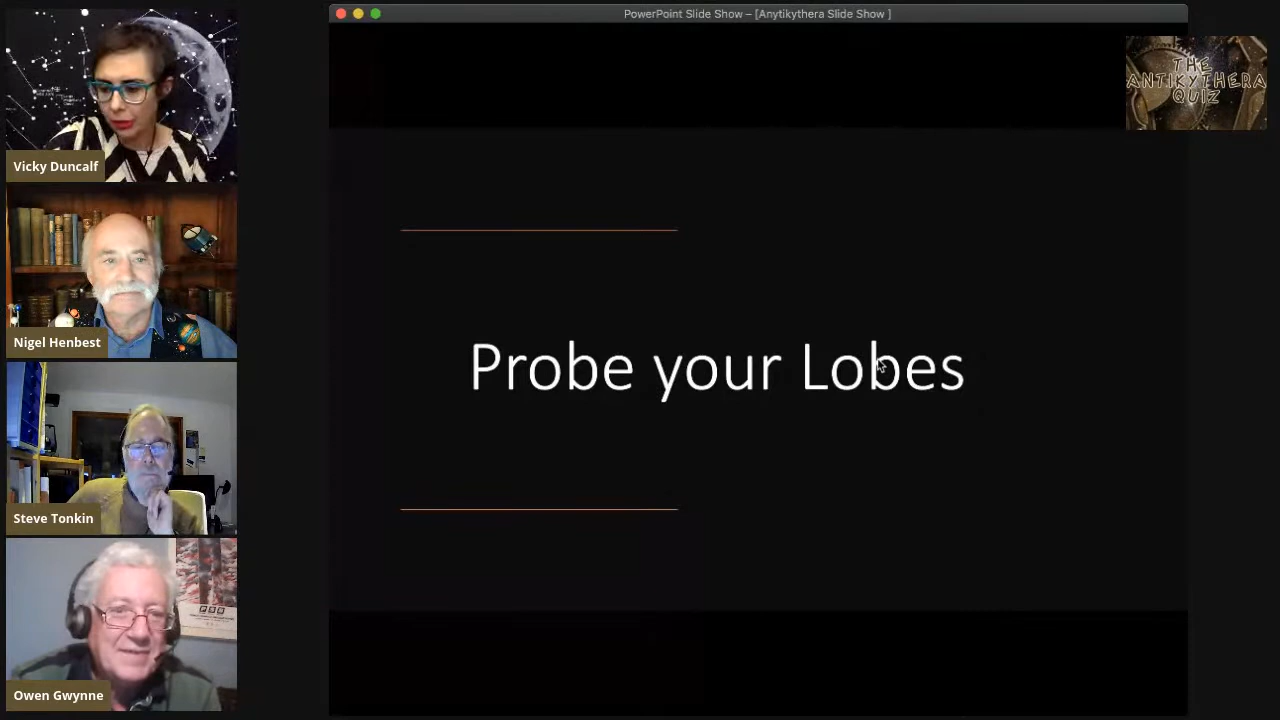 PowerPoint Slide Show – [Anytikythera Slide Show ]
THE
ANTIKYTHERA
QUIZ
Vicky Duncalf
Nigel Henbest
Probe your Lobes
Steve Tonkin
Owen Gwynne